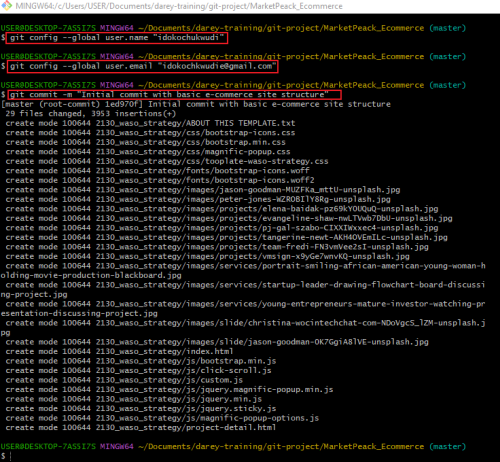 MINGW64:/c/Users/USER/Documents/darey-training/git-project/MarketPeack_Ecommerce
USER@DESKTOP-7A5SI7S MINGW64 ~/Documents/darey-training/git-project/MarketPeack_Ecommerce (master)
$ git config --global user.name "idokochukwudi"
USER@DESKTOP-7A5SI7S MINGW64 ~/Documents/darey-training/git-project/MarketPeack_Ecommerce (master)
$ git config --global user.email "idokochkwudie@gmail.com"
USER@DESKTOP-7A5SI7S MINGW64 ~/Documents/darey-training/git-project/MarketPeack_Ecommerce (master)
$ git commit -m "Initial commit with basic e-commerce site structure"
[master (root-commit) 1ed970f] Initial commit with basic e-commerce site structure
29 files changed, 3953 insertions(+)
create mode 100644 2130_waso_strategy/ABOUT THIS TEMPLATE.txt
create mode 100644 2130_waso_strategy/css/bootstrap-icons.css
create mode 100644 2130_waso_strategy/css/bootstrap.min.css
create mode 100644 2130_waso_strategy/css/magnific-popup.css
create mode 100644 2130_waso_strategy/css/tooplate-waso-strategy.css
create mode 100644 2130_waso_strategy/fonts/bootstrap-icons.woff
create mode 100644 2130_waso_strategy/fonts/bootstrap-icons.woff2
create mode 100644 2130_waso_strategy/images/jason-goodman-MUZFKa_mttU-unsplash.jpg
create mode 100644 2130_waso_strategy/images/peter-jones-WZROBIlY8Rg-unsplash.jpg
create mode 100644 2130_waso_strategy/images/projects/elena-baidak-pz69kYOUQuQ-unsplash.jpg
create mode 100644 2130_waso_strategy/images/projects/evangeline-shaw-nwLTVwb7DbU-unsplash.jpg
create mode 100644 2130_waso_strategy/images/projects/pj-gal-szabo-CIXXIWxxec4-unsplash.jpg
create mode 100644 2130_waso_strategy/images/projects/tangerine-newt-AKH4OVEmILc-unsplash.jpg
create mode 100644 2130_waso_strategy/images/projects/team-fredi-FN3vmVeeZsI-unsplash.jpg
create mode 100644 2130_waso_strategy/images/projects/vmsign-x9yGe7wnvKQ-unsplash.jpg
create mode 100644 2130_waso_strategy/images/services/portrait-smiling-african-american-young-woman-h
olding-movie-production-blackboard.jpg
create mode 100644 2130_waso_strategy/images/services/startup-leader-drawing-flowchart-board-discussi
ng-project.jpg
create mode 100644 2130_waso_strategy/images/services/young-entrepreneurs-mature-investor-watching-pr
esentation-discussing-project.jpg
create mode 100644 2130_waso_strategy/images/slide/christina-wocintechchat-com-NDoVgcS_lZM-unsplash.j
pg
create mode 100644 2130_waso_strategy/images/slide/jason-goodman-OK7GgiA8lVE-unsplash.jpg
create mode 100644 2130_waso_strategy/index.html
create mode 100644 2130_waso_strategy/js/bootstrap.min.js
create mode 100644 2130_waso_strategy/js/click-scroll.js
create mode 100644 2130_waso_strategy/js/custom.js
create mode 100644 2130_waso_strategy/js/jquery.magnific-popup.min.js
create mode 100644 2130_waso_strategy/js/jquery.min.js
create mode 100644 2130_waso_strategy/js/jquery.sticky.js
create mode 100644 2130_waso_strategy/js/magnific-popup-options.js
create mode 100644 2130_waso_strategy/project-detail.html
USER@DESKTOP-7A5SI7S MINGW64 ~/Documents/darey-training/git-project/MarketPeack_Ecommerce (master)
$